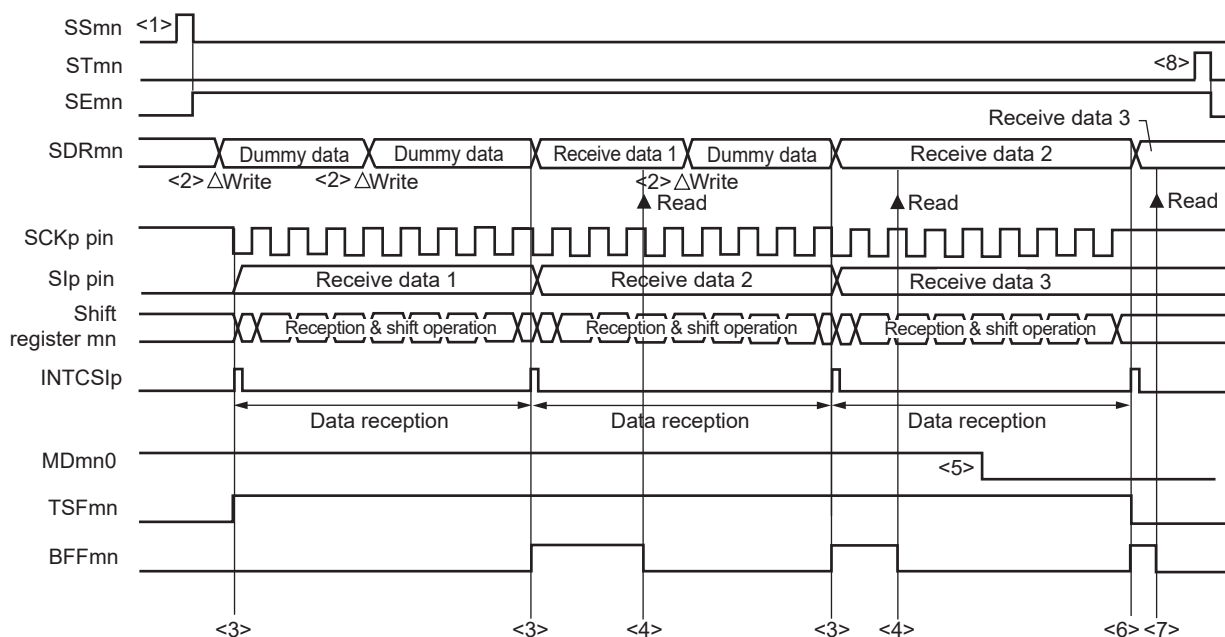 SSmn <1>
STmn <8>
SEmn
Receive data 3
SDRmn Dummy data Dummy data Receive data 1 Dummy data Receive data 2
<2> △Write <2> △Write <2> △Write
▲ Read ▲ Read ▲ Read
SCKp pin
SIp pin Receive data 1 Receive data 2 Receive data 3
Shift
register mn Reception & shift operation Reception & shift operation Reception & shift operation
INTCSIp
Data reception Data reception Data reception
MDmn0 <5>
TSFmn
BFFmn
<3> <3> <4> <3> <4> <6> <7>